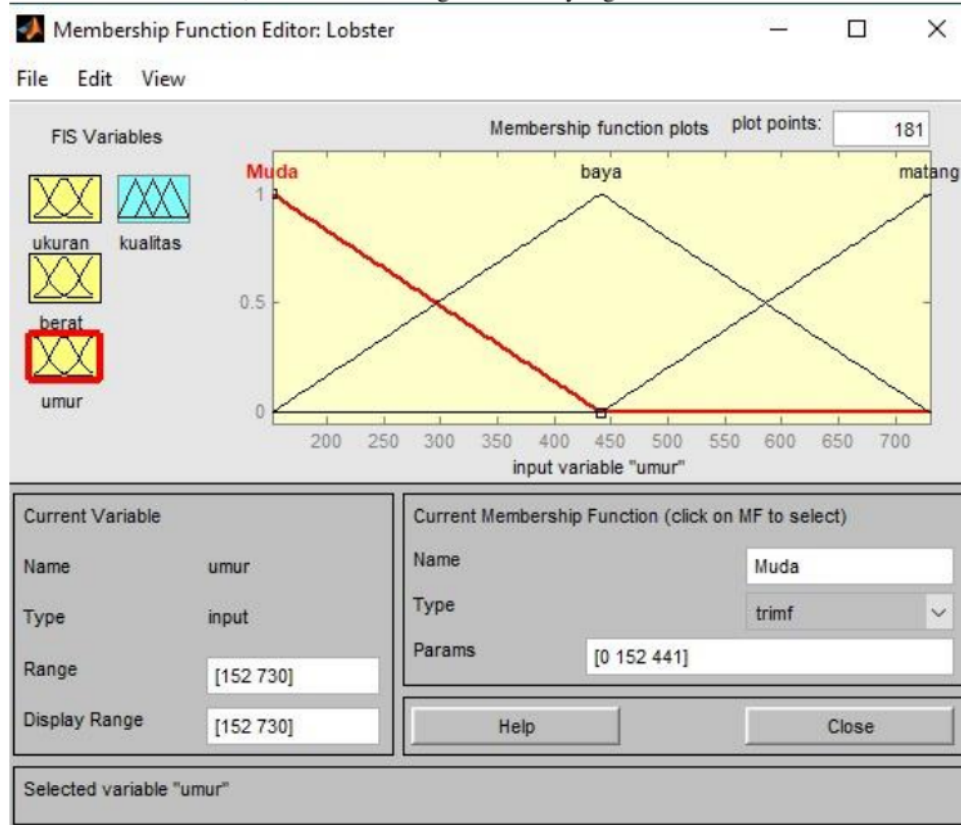 Membership Function Editor: Lobster
File Edit View
FIS Variables
Membership function plots plot points: 181
ukuran kualitas
berat
umur
Muda baya matang
1
0.5
0
200 250 300 350 400 450 500 550 600 650 700
input variable "umur"
Current Variable
Name umur
Type input
Range [152 730]
Display Range [152 730]
Current Membership Function (click on MF to select)
Name Muda
Type trimf
Params [0 152 441]
Help Close
Selected variable "umur"